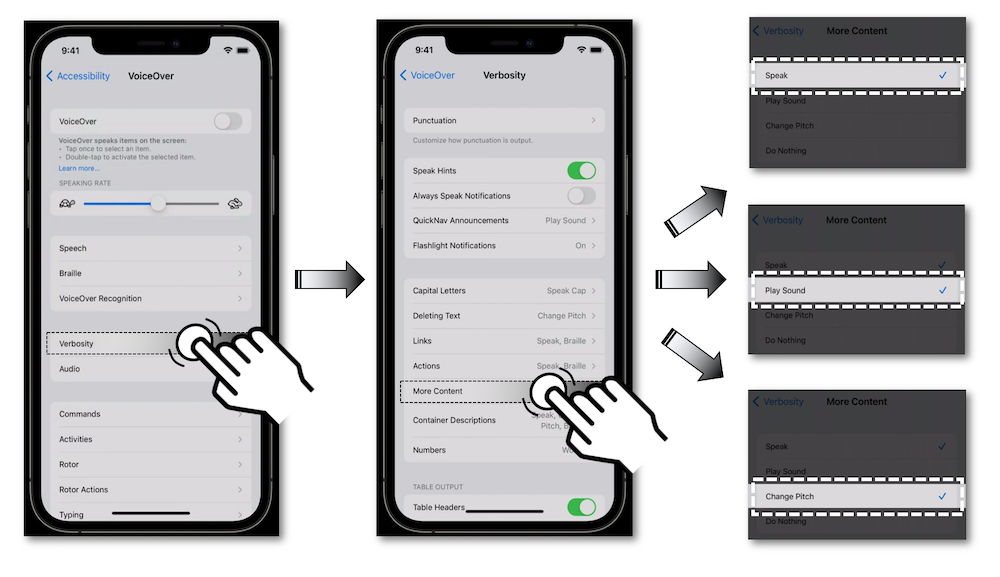 9:41
Accessibility VoiceOver
VoiceOver
VoiceOver speaks items on the screen:
• Tap once to select an item.
• Double-tap to activate the selected item.
Learn more...
SPEAKING RATE
Speech
Braille
VoiceOver Recognition
Verbosity
Audio
Commands
Activities
Rotor
Rotor Actions
Typing
9:41
VoiceOver Verbosity
Punctuation
Customize how punctuation is output.
Speak Hints
Always Speak Notifications
QuickNav Announcements Play Sound
Flashlight Notifications On
Capital Letters Speak Cap
Deleting Text Change Pitch
Links Speak, Braille
Actions Speak, Braille
More Content
Container Descriptions Speak,
Pitch,
Numbers
TABLE OUTPUT
Table Headers
Verbosity More Content
Speak
Play Sound
Change Pitch
Do Nothing
Verbosity More Content
Speak
Play Sound
Change Pitch
Do Nothing
Verbosity More Content
Speak
Play Sound
Change Pitch
Do Nothing